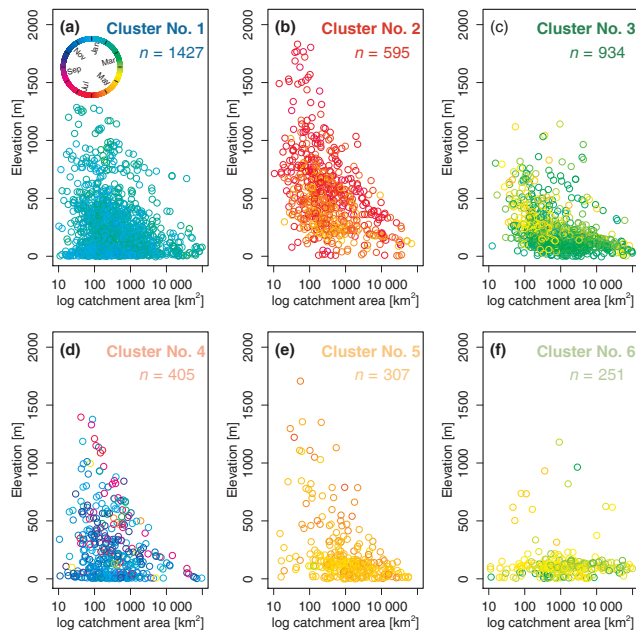 (a) Cluster No. 1
n = 1427
Jan
Mar
May
Jul
Sep
Nov
Elevation [m]
2000
1500
1000
500
0
10 100 1000 10 000
log catchment area [km²]
(b) Cluster No. 2
n = 595
Elevation [m]
2000
1500
1000
500
0
10 100 1000 10 000
log catchment area [km²]
(c) Cluster No. 3
n = 934
Elevation [m]
2000
1500
1000
500
0
10 100 1000 10 000
log catchment area [km²]
(d) Cluster No. 4
n = 405
Elevation [m]
2000
1500
1000
500
0
10 100 1000 10 000
log catchment area [km²]
(e) Cluster No. 5
n = 307
Elevation [m]
2000
1500
1000
500
0
10 100 1000 10 000
log catchment area [km²]
(f) Cluster No. 6
n = 251
Elevation [m]
2000
1500
1000
500
0
10 100 1000 10 000
log catchment area [km²]